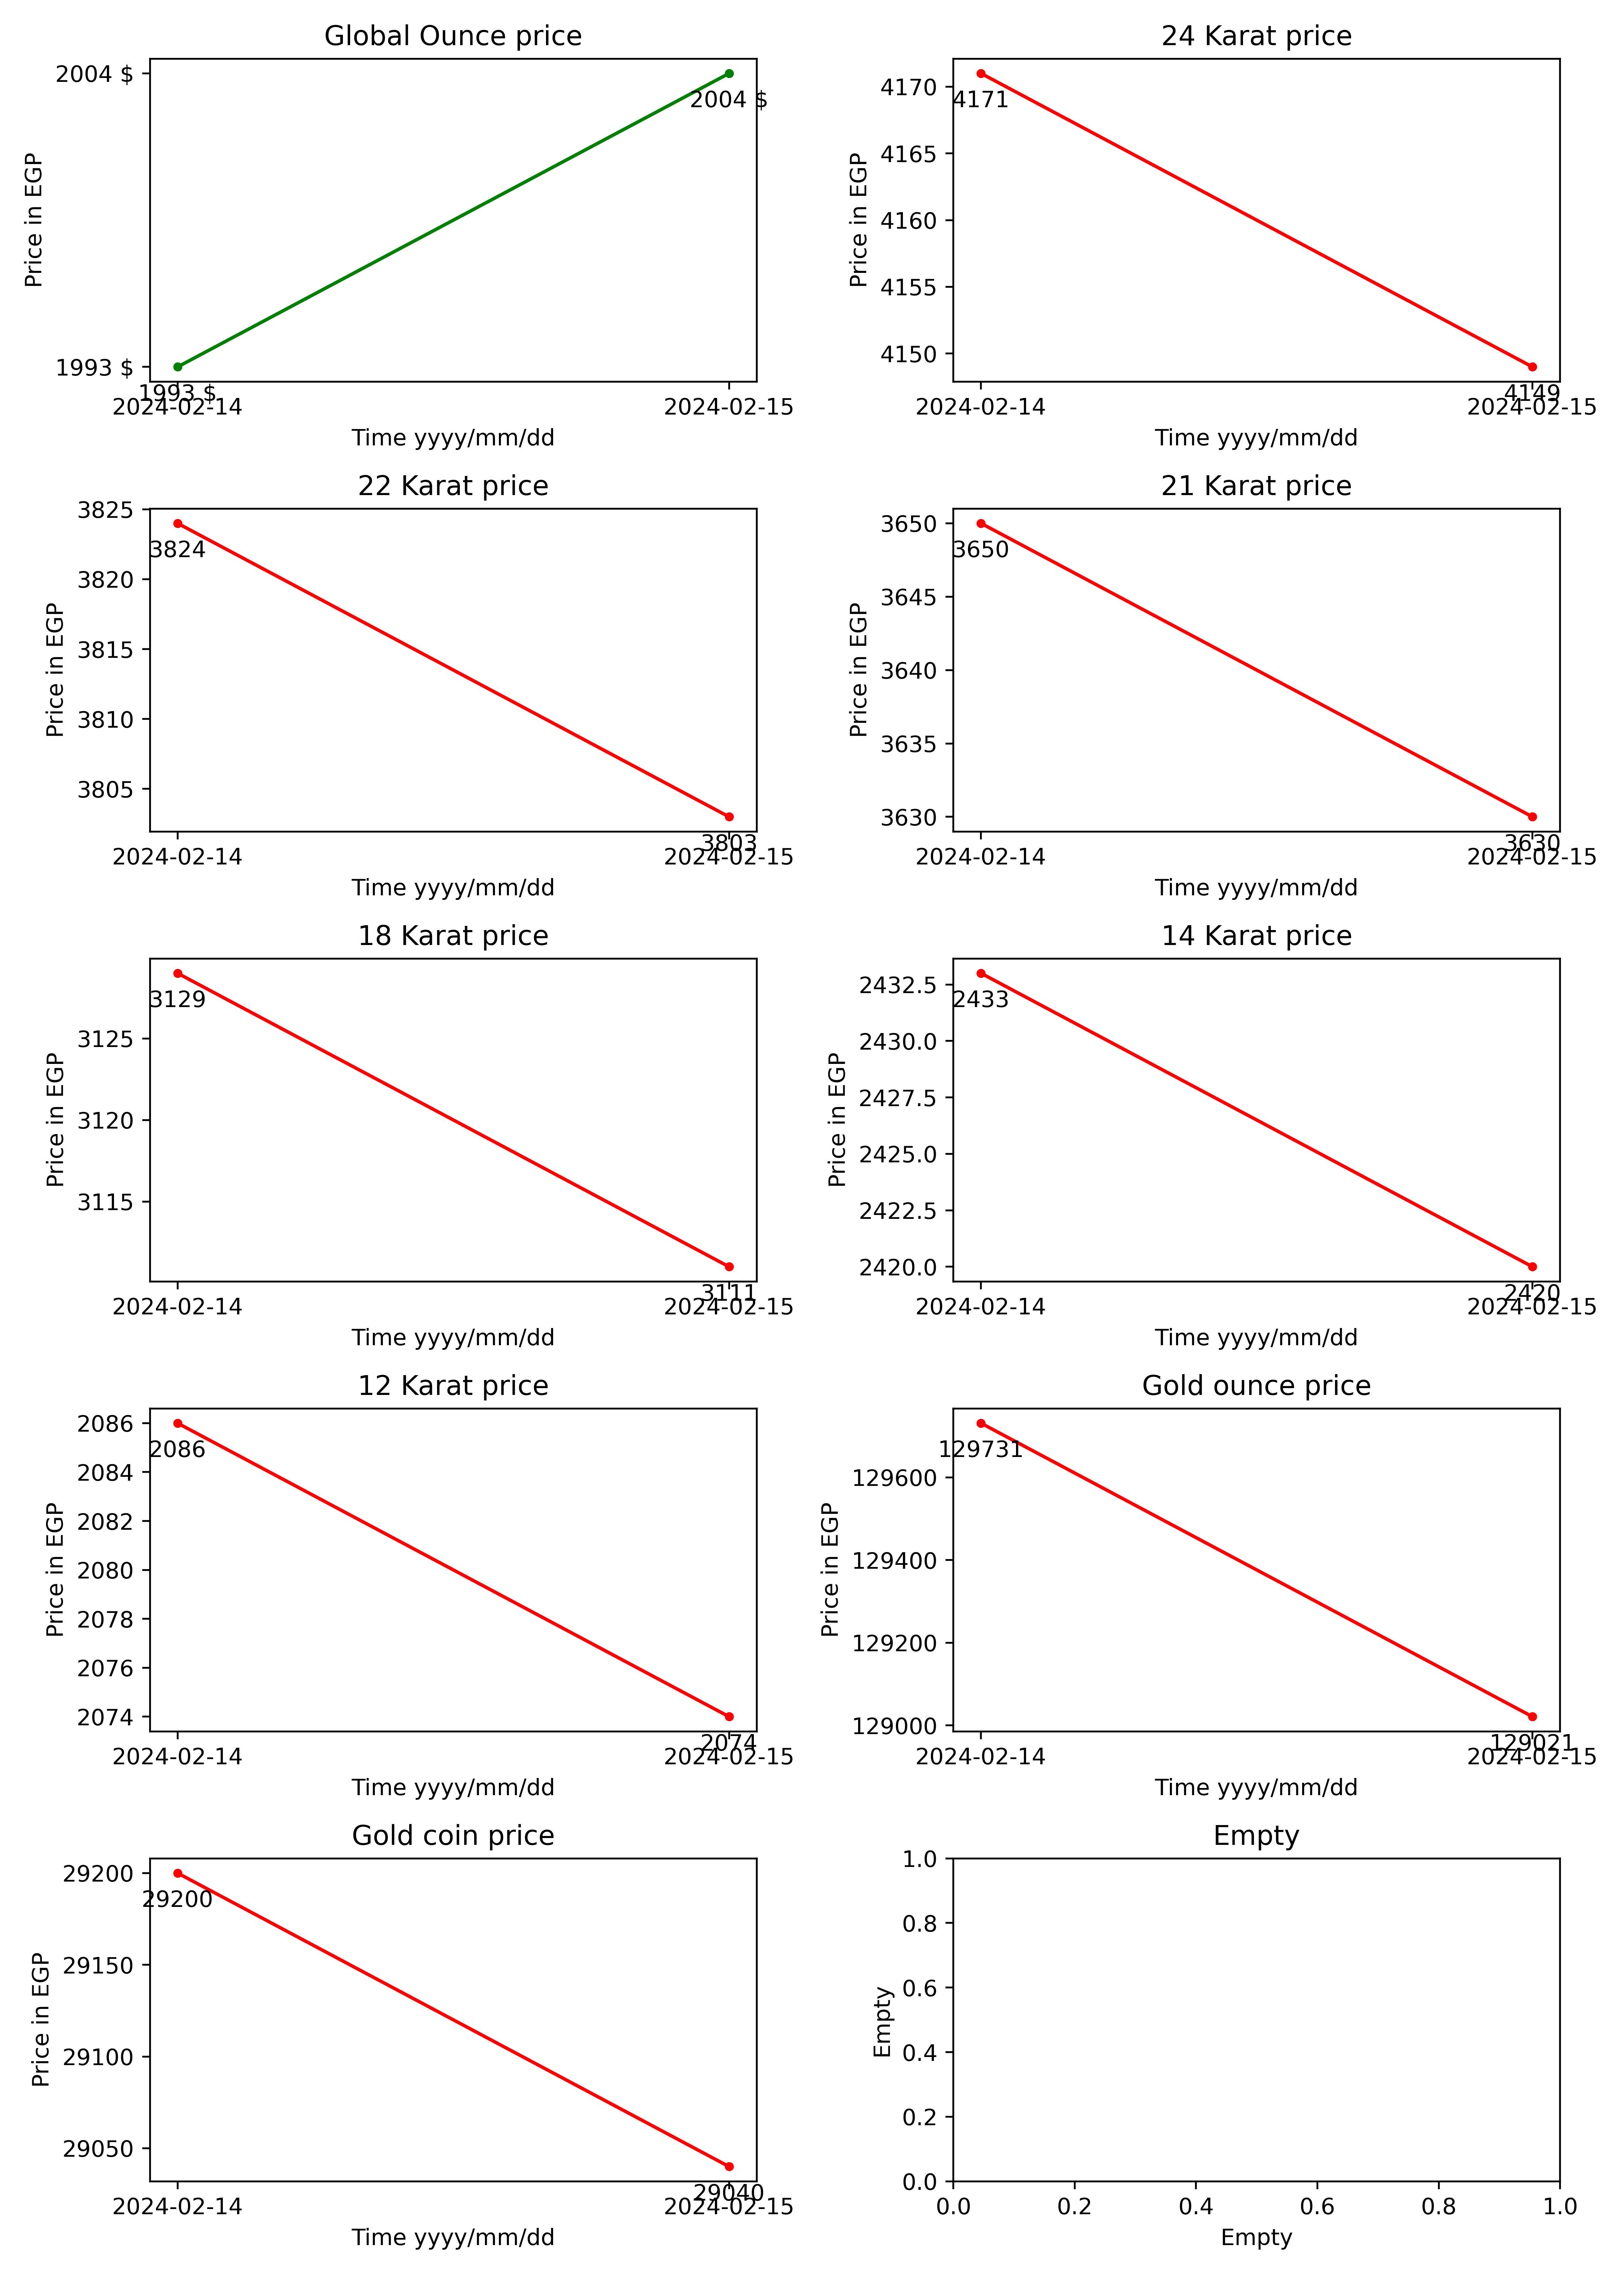 Global Ounce price
2004 $
1993 $
2004 $
1993 $
2024-02-14
2024-02-15
Price in EGP
Time yyyy/mm/dd
24 Karat price
4170
4165
4160
4155
4150
4171
4149
2024-02-14
2024-02-15
Price in EGP
Time yyyy/mm/dd
22 Karat price
3825
3820
3815
3810
3805
3824
3803
2024-02-14
2024-02-15
Price in EGP
Time yyyy/mm/dd
21 Karat price
3650
3645
3640
3635
3630
3650
3630
2024-02-14
2024-02-15
Price in EGP
Time yyyy/mm/dd
18 Karat price
3125
3120
3115
3129
3111
2024-02-14
2024-02-15
Price in EGP
Time yyyy/mm/dd
14 Karat price
2432.5
2430.0
2427.5
2425.0
2422.5
2420.0
2433
2420
2024-02-14
2024-02-15
Price in EGP
Time yyyy/mm/dd
12 Karat price
2086
2084
2082
2080
2078
2076
2074
2086
2074
2024-02-14
2024-02-15
Price in EGP
Time yyyy/mm/dd
Gold ounce price
129600
129400
129200
129000
129731
129021
2024-02-14
2024-02-15
Price in EGP
Time yyyy/mm/dd
Gold coin price
29200
29150
29100
29050
29200
29040
2024-02-14
2024-02-15
Price in EGP
Time yyyy/mm/dd
Empty
1.0
0.8
0.6
0.4
0.2
0.0
Empty
0.0 0.2 0.4 0.6 0.8 1.0
Empty